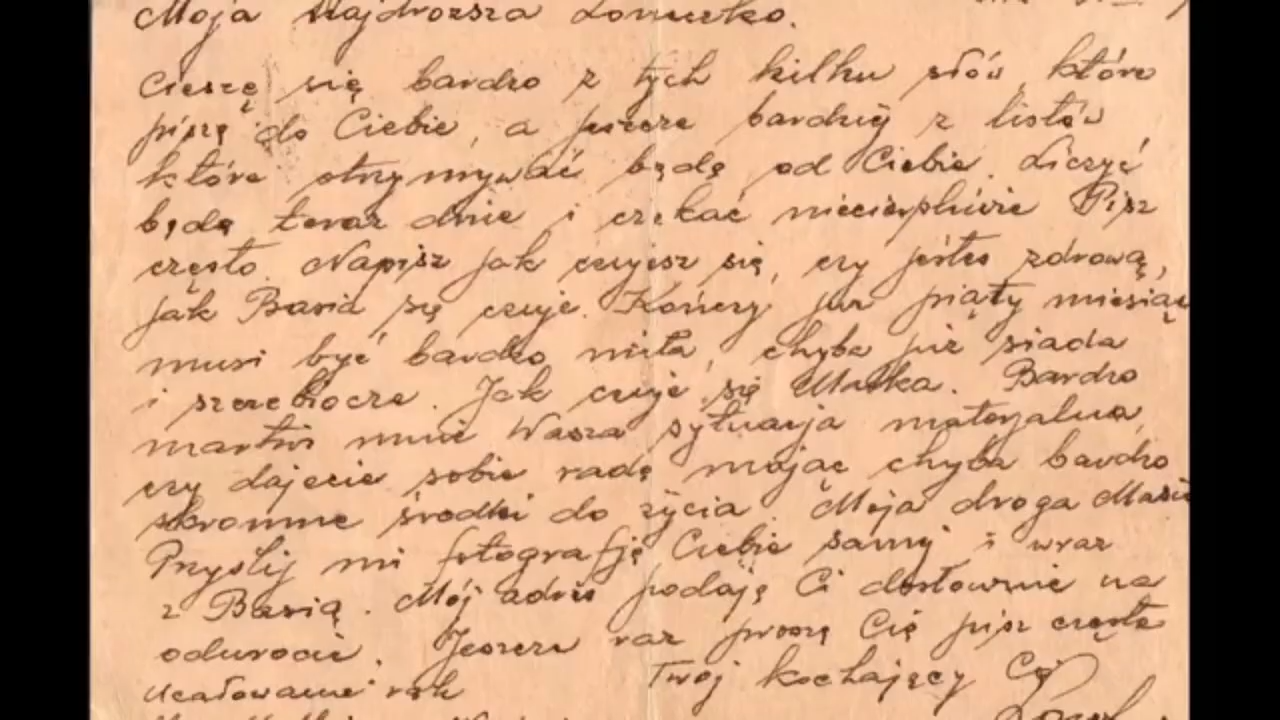 Moja Najdroższa Żoneczko.
Cieszę się bardzo z tych kilku słów, które
piszę do Ciebie, a jeszcze bardziej z listów
które otrzymywać będę od Ciebie. Liczyć
będę teraz dnie i czekać niecierpliwie Pisz
często. Napisz jak czujesz się, czy jesteś zdrowa,
jak Basia się czuje. Kończy już piąty miesiąc
musi być bardzo miła, chyba już siada
i szczebiocze. Jak czuje się Matka. Bardzo
martwi mnie Wasza sytuacja materjalna,
czy dajecie sobie radę mając chyba bardzo
skromne środki do życia. Moja droga
Przyślij mi fotografję Ciebie samej i wraz
z Basią. Mój adres podaję Ci dosłownie na
odwrocie. Jeszcze raz proszę Cię pisz często
Ucałowanie rąk Twój kochający Cię